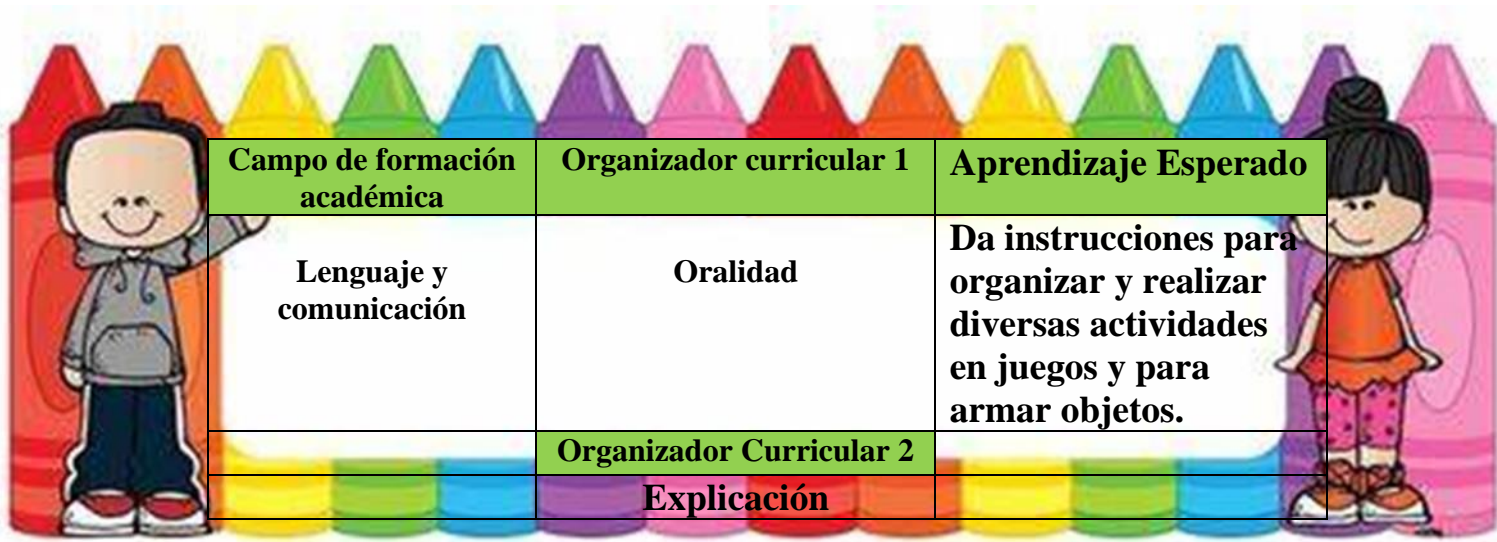 Campo de formación
académica
Organizador curricular 1
Aprendizaje Esperado
Lenguaje y
comunicación
Oralidad
Da instrucciones para
organizar y realizar
diversas actividades
en juegos y para
armar objetos.
Organizador Curricular 2
Explicación